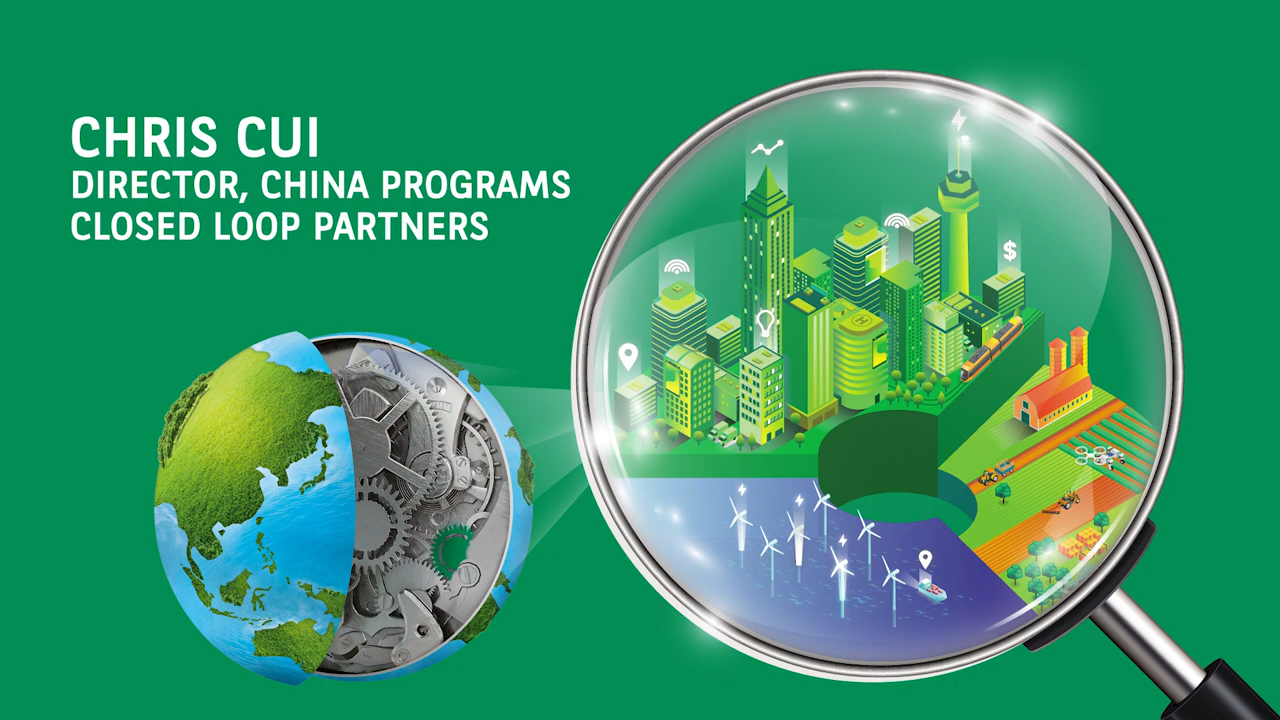 CHRIS CUI
DIRECTOR, CHINA PROGRAMS
CLOSED LOOP PARTNERS
$
H